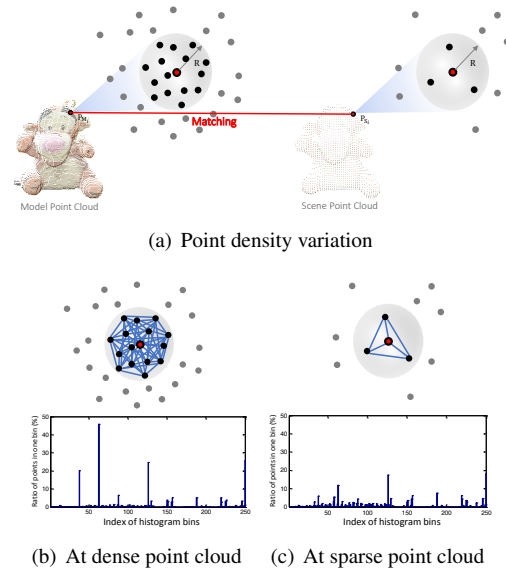 R
R
P_{M_i}
P_{S_j}
Matching
Model Point Cloud
Scene Point Cloud
(a) Point density variation
Ratio of points in one bin (%)
50
40
30
20
10
0
50
100
150
200
250
Index of histogram bins
Ratio of points in one bin (%)
50
40
30
20
10
0
50
100
150
200
250
Index of histogram bins
(b) At dense point cloud
(c) At sparse point cloud